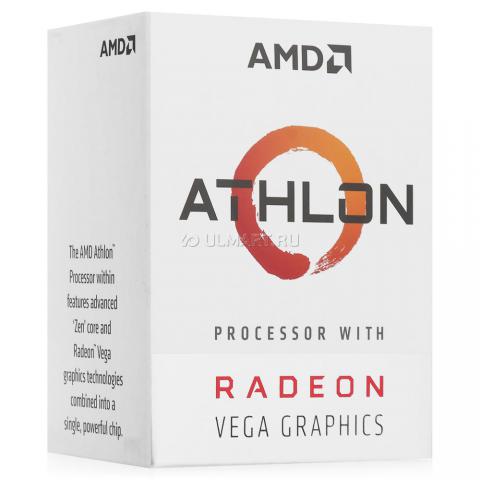 AMD
ATHLON
ULMART.RU
PROCESSOR WITH
RADEON
VEGA GRAPHICS
AMD
The AMD Athlon™
Processor within
features advanced
'Zen' core and
Radeon™ Vega
graphics technologies
combined into a
single, powerful chip.